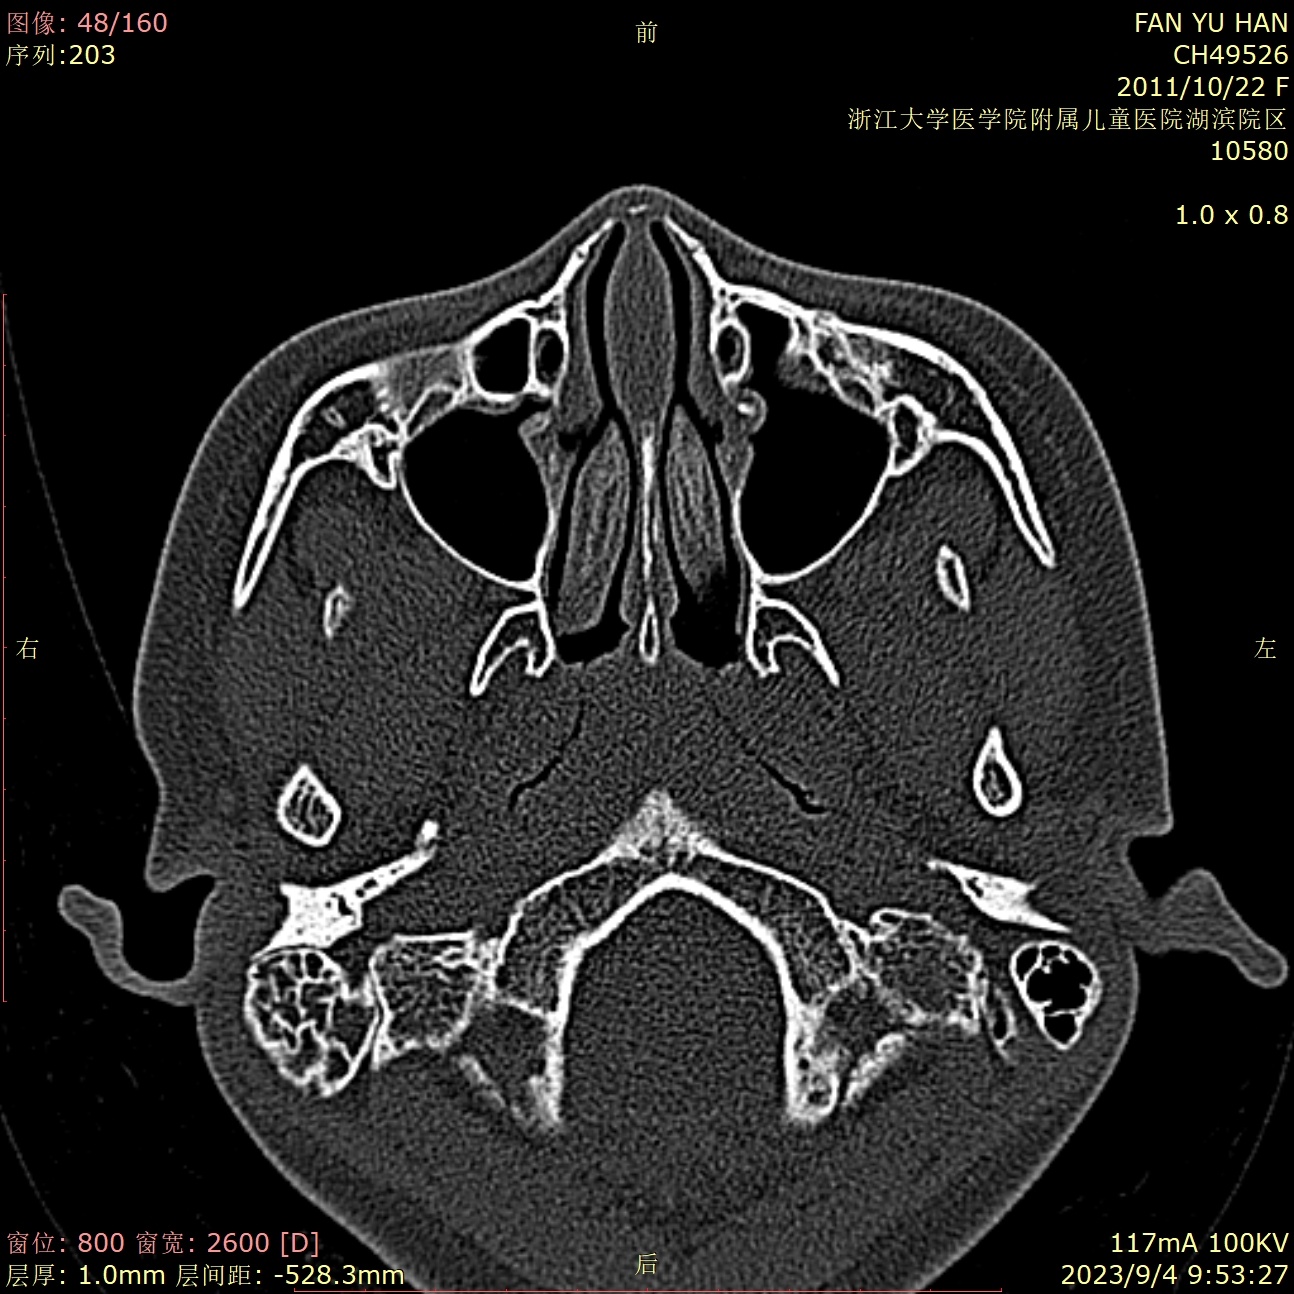 图像: 48/160
序列:203
前
FAN YU HAN
CH49526
2011/10/22 F
浙江大学医学院附属儿童医院湖滨院区
10580
1.0 x 0.8
右
左
窗位: 800 窗宽: 2600 [D]
层厚: 1.0mm 层间距: -528.3mm
后
117mA 100KV
2023/9/4 9:53:27